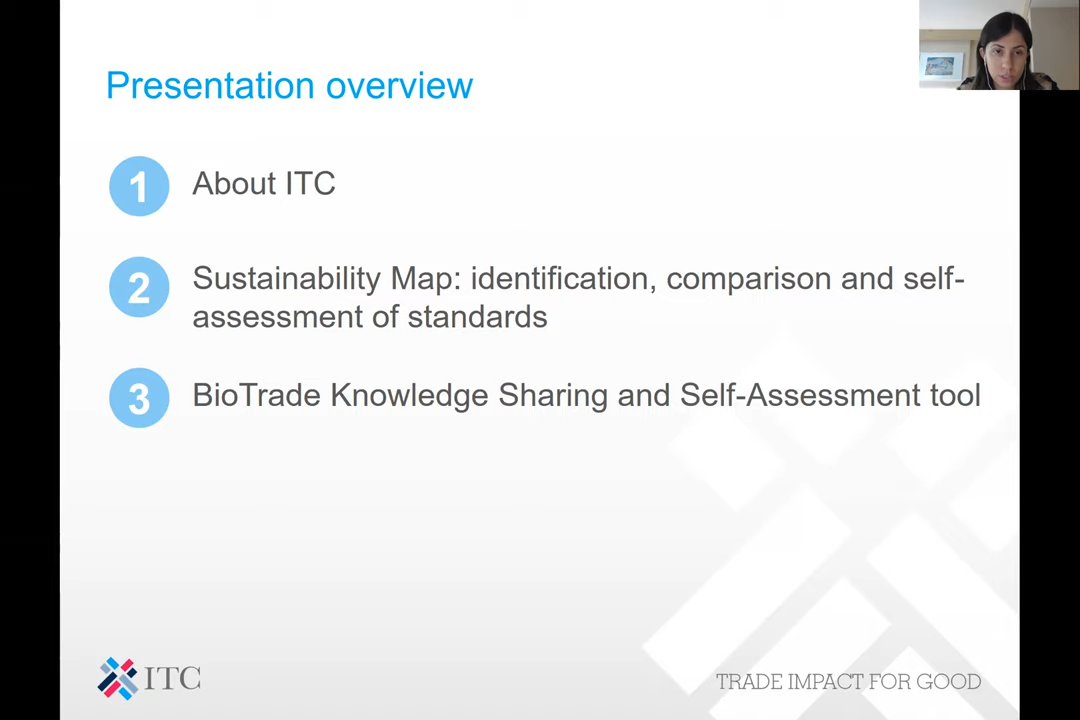 Presentation overview
1
About ITC
2
Sustainability Map: identification, comparison and self-
assessment of standards
3
BioTrade Knowledge Sharing and Self-Assessment tool
ITC
TRADE IMPACT FOR GOOD